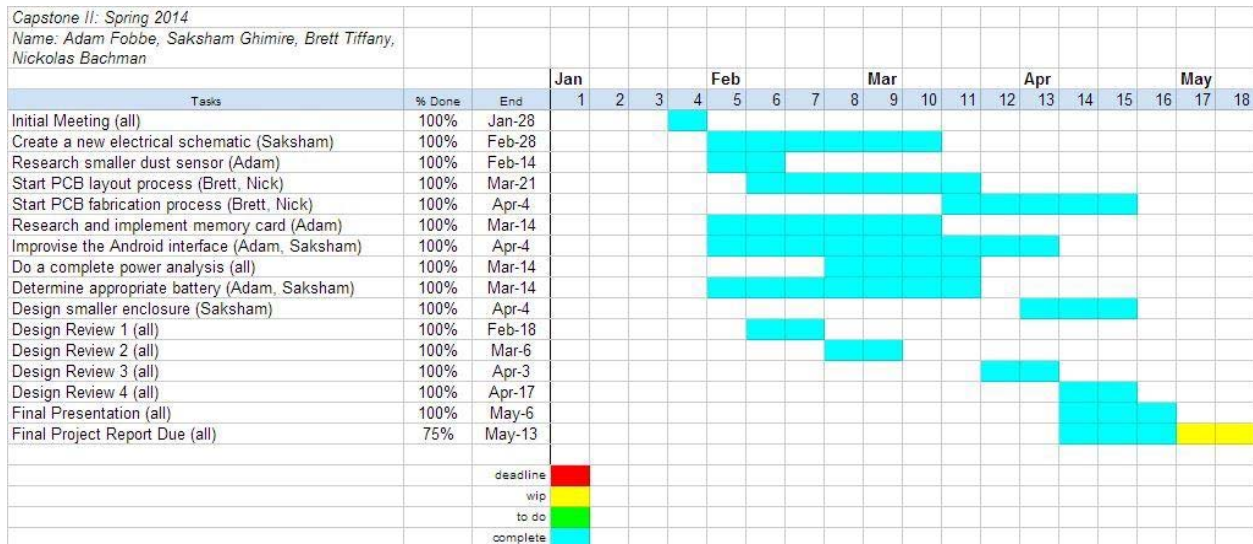 Capstone II: Spring 2014
Name: Adam Fobbe, Saksham Ghimire, Brett Tiffany,
Nickolas Bachman
Jan Feb Mar Apr May
Tasks % Done End 1 2 3 4 5 6 7 8 9 10 11 12 13 14 15 16 17 18
Initial Meeting (all) 100% Jan-28
Create a new electrical schematic (Saksham) 100% Feb-28
Research smaller dust sensor (Adam) 100% Feb-14
Start PCB layout process (Brett, Nick) 100% Mar-21
Start PCB fabrication process (Brett, Nick) 100% Apr-4
Research and implement memory card (Adam) 100% Mar-14
Improvise the Android interface (Adam, Saksham) 100% Apr-4
Do a complete power analysis (all) 100% Mar-14
Determine appropriate battery (Adam, Saksham) 100% Mar-14
Design smaller enclosure (Saksham) 100% Apr-4
Design Review 1 (all) 100% Feb-18
Design Review 2 (all) 100% Mar-6
Design Review 3 (all) 100% Apr-3
Design Review 4 (all) 100% Apr-17
Final Presentation (all) 100% May-6
Final Project Report Due (all) 75% May-13
deadline
wip
to do
complete